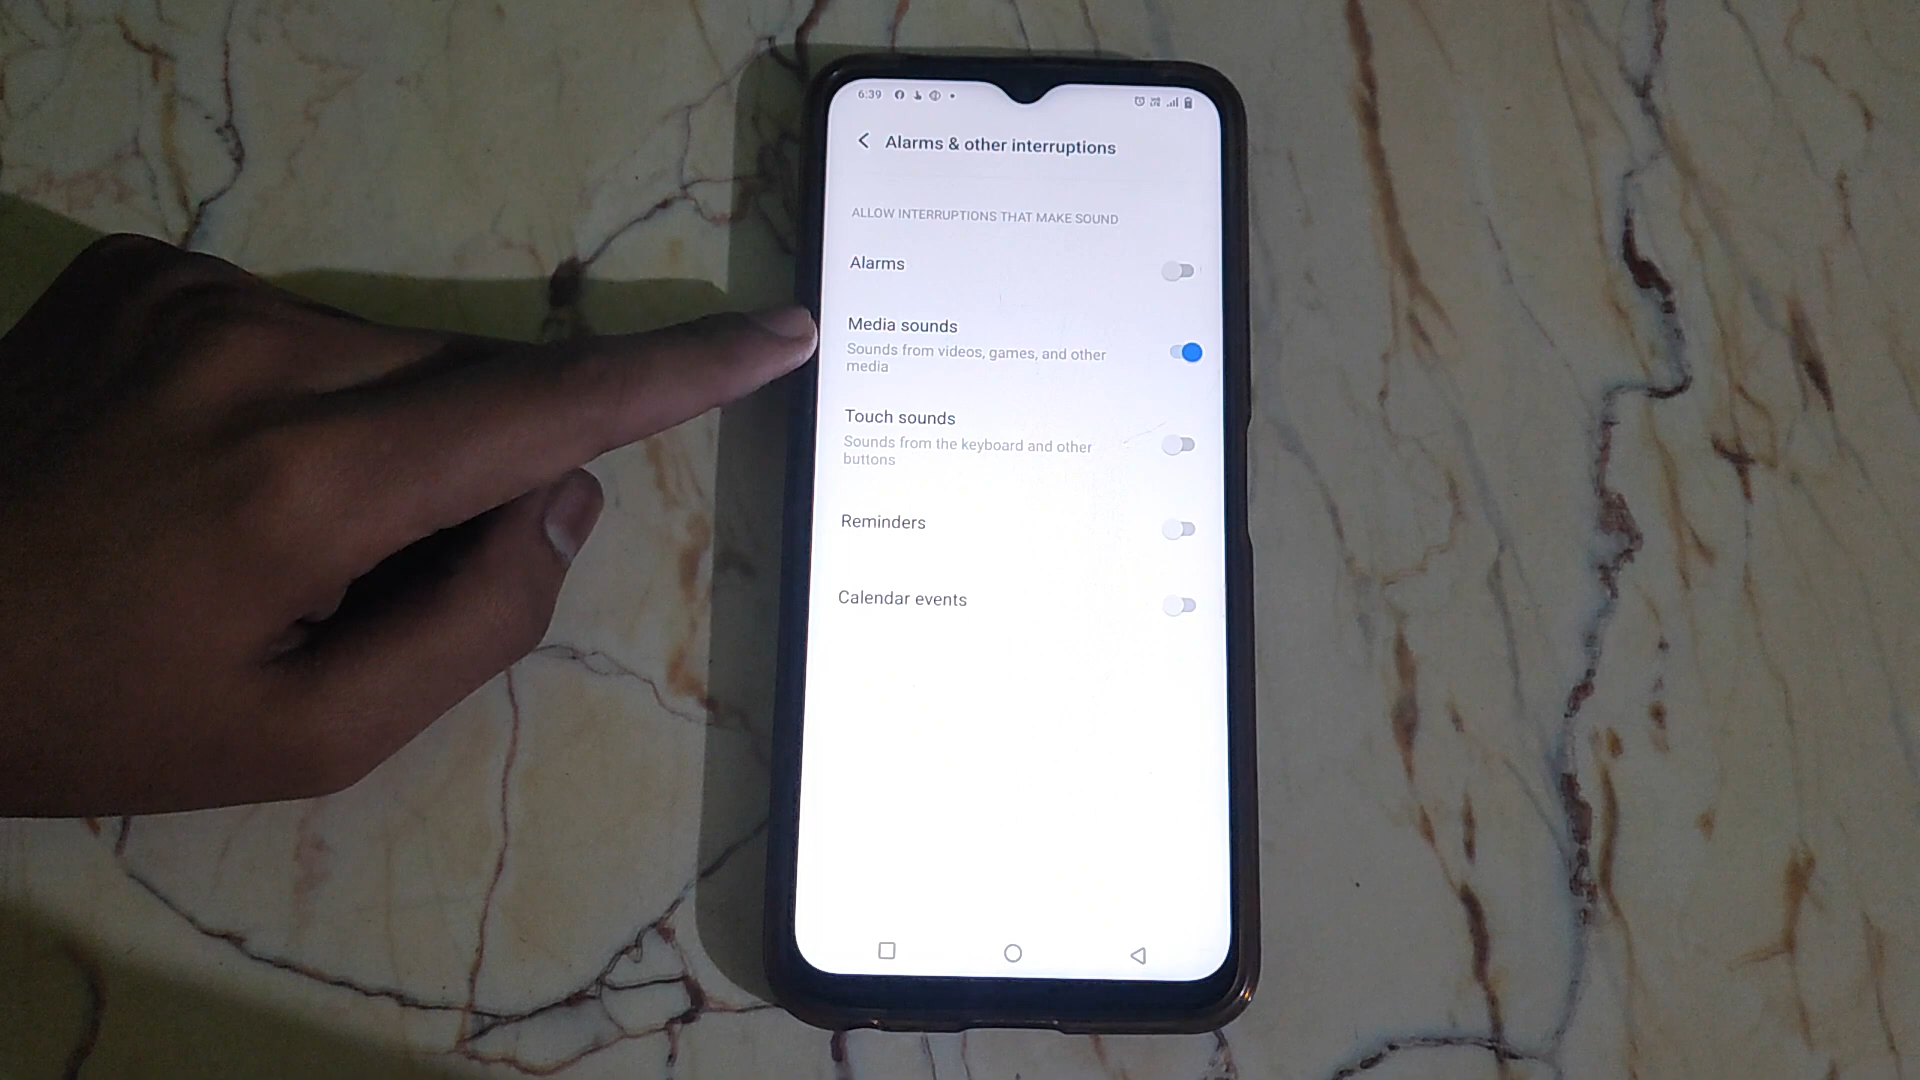 6:39
Alarms & other interruptions
ALLOW INTERRUPTIONS THAT MAKE SOUND
Alarms
Media sounds
Sounds from videos, games, and other
media
Touch sounds
Sounds from the keyboard and other
buttons
Reminders
Calendar events